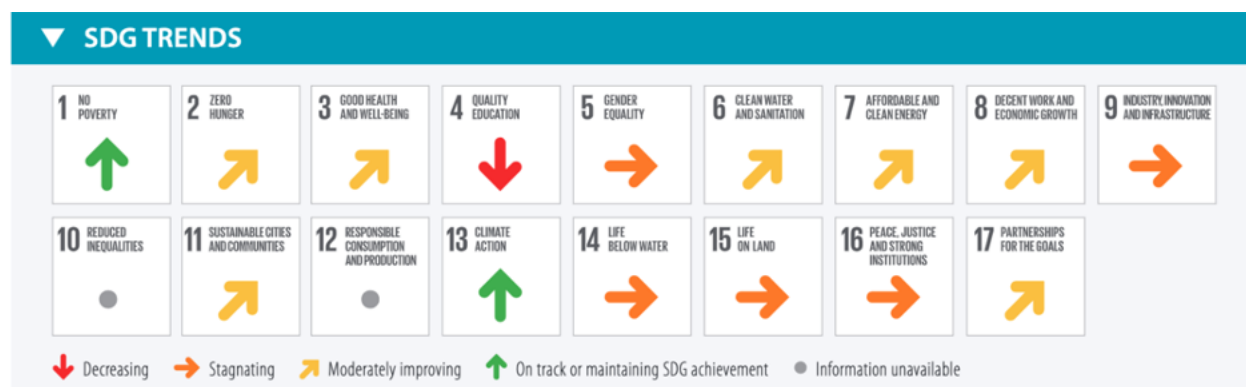 SDG TRENDS
1 NO POVERTY
2 ZERO HUNGER
3 GOOD HEALTH AND WELL-BEING
4 QUALITY EDUCATION
5 GENDER EQUALITY
6 CLEAN WATER AND SANITATION
7 AFFORDABLE AND CLEAN ENERGY
8 DECENT WORK AND ECONOMIC GROWTH
9 INDUSTRY, INNOVATION AND INFRASTRUCTURE
10 REDUCED INEQUALITIES
11 SUSTAINABLE CITIES AND COMMUNITIES
12 RESPONSIBLE CONSUMPTION AND PRODUCTION
13 CLIMATE ACTION
14 LIFE BELOW WATER
15 LIFE ON LAND
16 PEACE, JUSTICE AND STRONG INSTITUTIONS
17 PARTNERSHIPS FOR THE GOALS
Decreasing Stagnating Moderately improving On track or maintaining SDG achievement Information unavailable